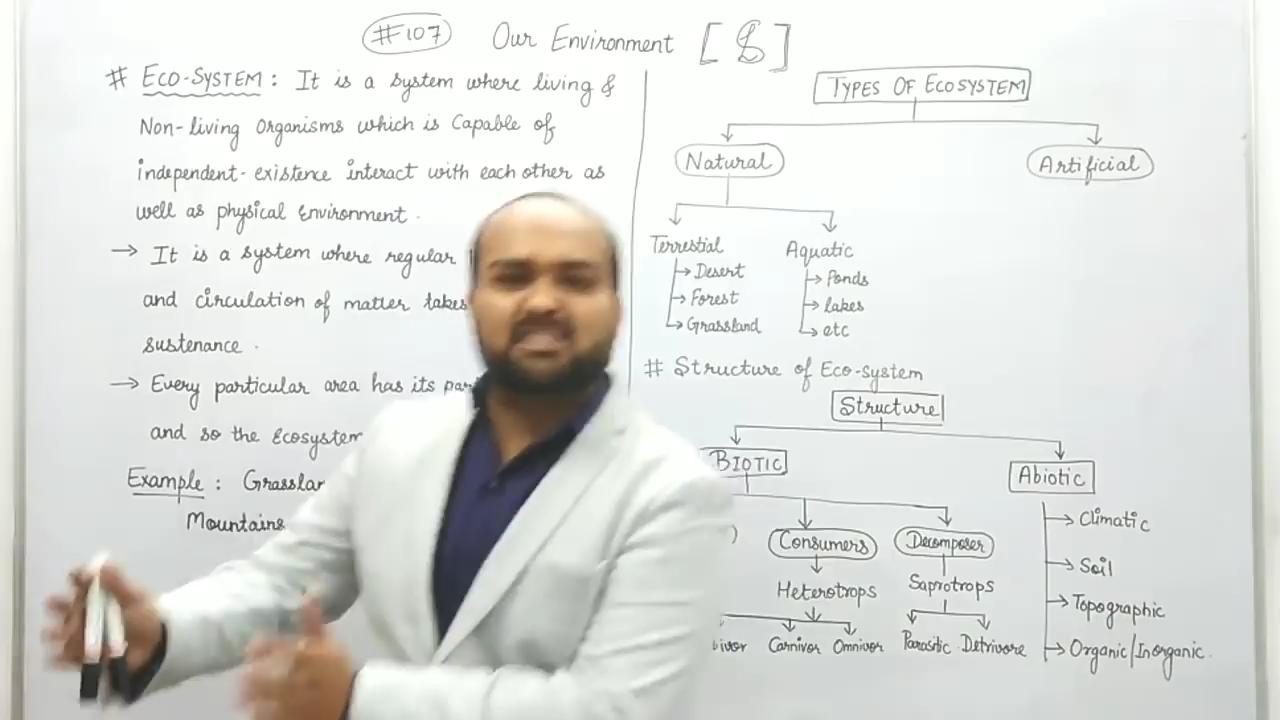 #107 Our Environment [ ]
# ECO-SYSTEM : It is a system where living &
Non-living Organisms which is Capable of
independent-existence interact with each other as
well as physical Environment.
→ It is a system where regular
and circulation of matter takes
sustenance.
→ Every particular area has its
and so the Ecosystem
Example :
Mountains
TYPES OF ECOSYSTEM
Natural
Artificial
Terrestial
→ Desert
→ Forest
→ Grassland
Aquatic
→ Ponds
→ lakes
→ etc
# Structure of Eco-system
Structure
BIOTIC
Abiotic
Consumers
Decomposer
Heterotrops
Saprotrops
Carnivor Omnivor
Parasitic Detrivore
→ Climatic
→ Soil
→ Topographic
→ Organic/Inorganic.